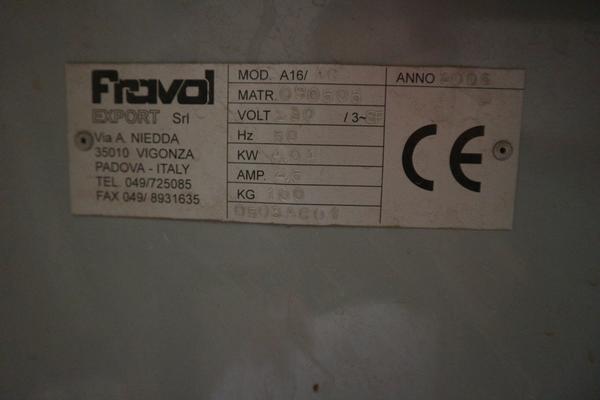 Fravol
EXPORT Srl
Via A. NIEDDA
35010 VIGONZA
PADOVA - ITALY
TEL. 049/725085
FAX 049/ 8931635
MOD. A16/
MATR.
VOLT / 3~
Hz 50
KW
AMP.
KG
ANNO
CE